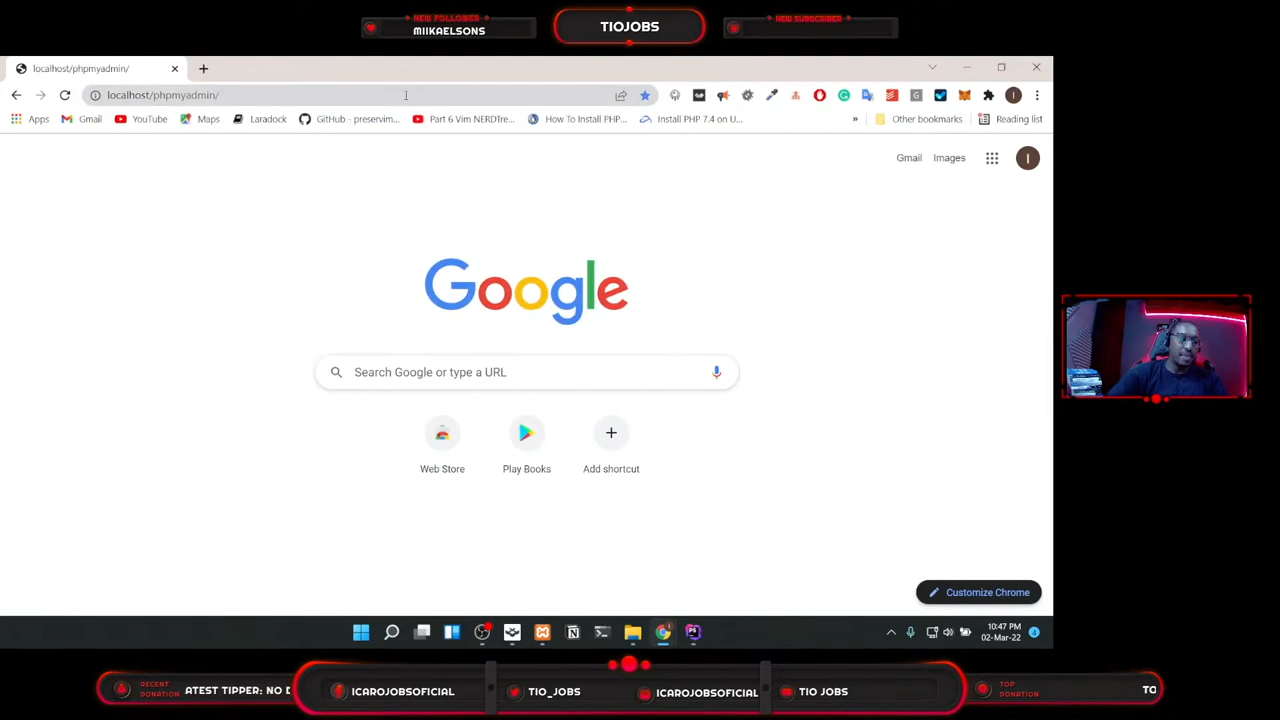 NEW FOLLOWER
MIIKAELSONS
TIOJOBS
NEW SUBSCRIBER
localhost/phpmyadmin/
localhost/phpmyadmin/
Apps
Gmail
YouTube
Maps
Laradock
GitHub - preservim...
Part 6 Vim NERDTre...
How To Install PHP...
Install PHP 7.4 on U...
»
Other bookmarks
Reading list
Gmail
Images
I
Google
Search Google or type a URL
Web Store
Play Books
Add shortcut
Customize Chrome
10:47 PM
02-Mar-22
RECENT
DONATION
ATEST TIPPER: NO D
ICAROJOBSOFICIAL
TIO_JOBS
ICAROJOBSOFICIAL
TIO JOBS
TOP
DONATION
TO